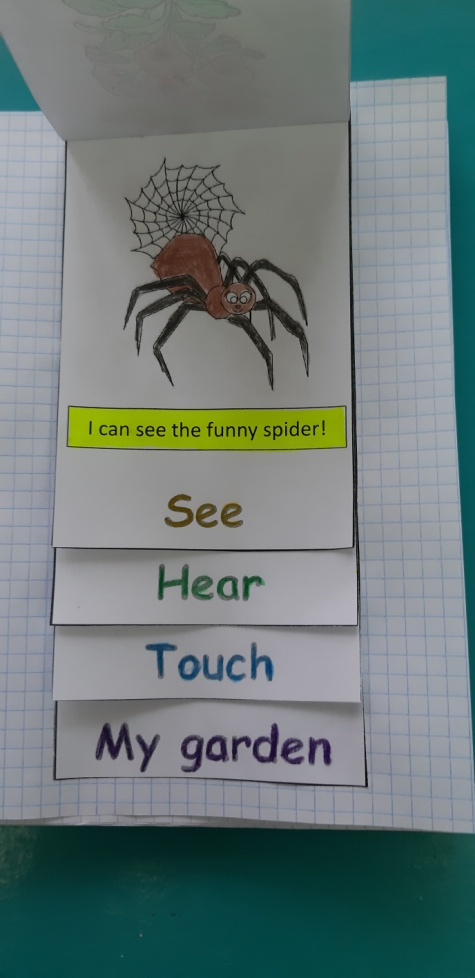 I can see the funny spider!
See
Hear
Touch
My garden